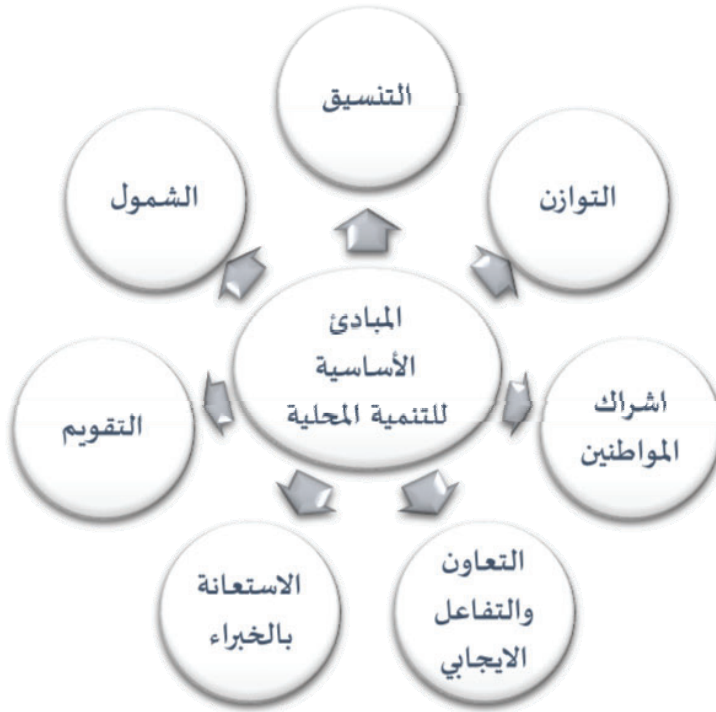 التنسيق
التوازن
الشمول
المبادئ
الأساسية
للتنمية المحلية
اشراك
المواطنين
التقويم
التعاون
والتفاعل
الايجابي
الاستعانة
بالخبراء